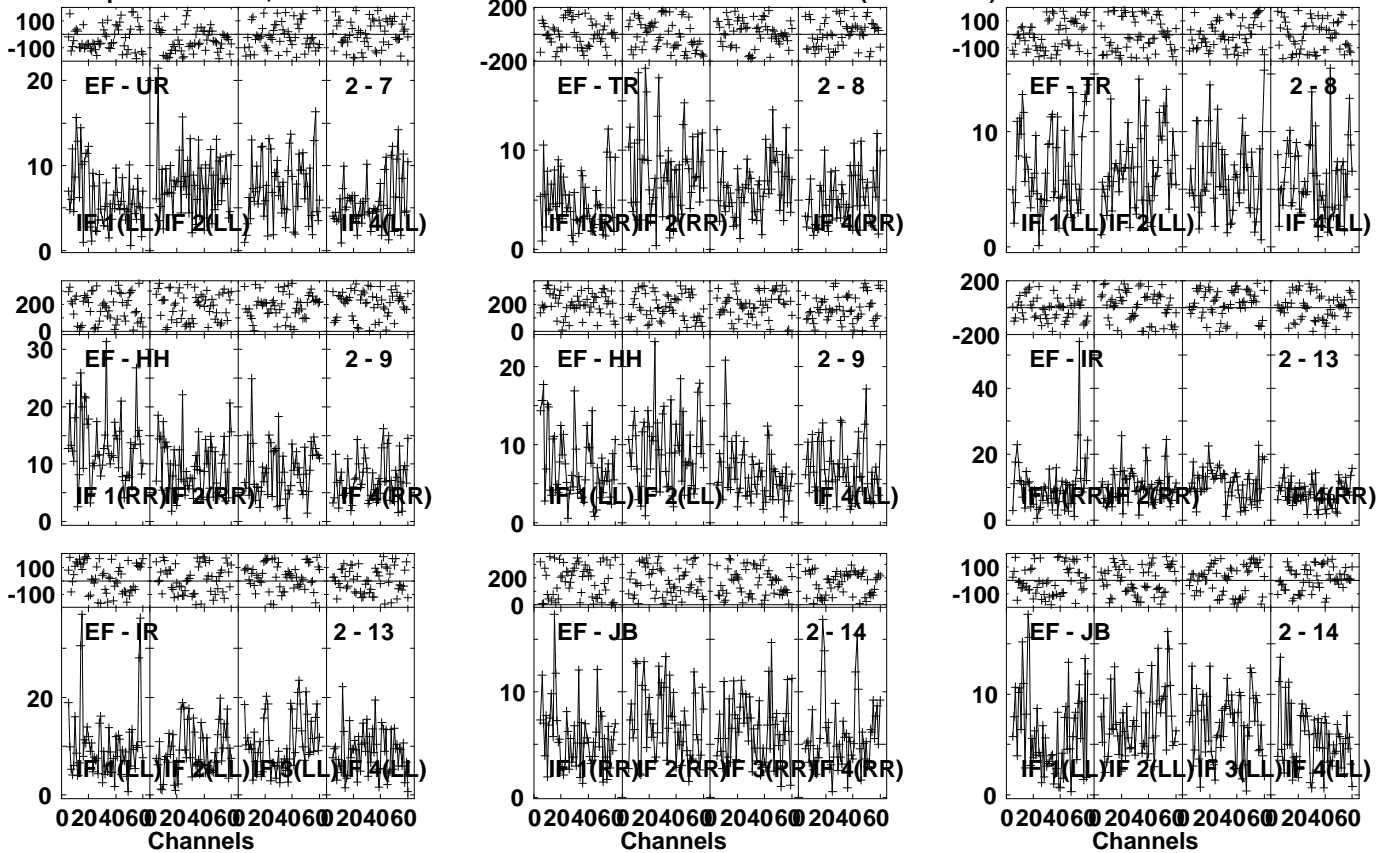 100
-100
EF - UR 2 - 7
20
10
0
IF 1(LL) IF 2(LL) IF 4(LL)
200
-200
EF - TR 2 - 8
10
0
IF 1(RR) IF 2(RR) IF 4(RR)
100
-100
EF - TR 2 - 8
10
0
IF 1(LL) IF 2(LL) IF 4(LL)
200
0
EF - HH 2 - 9
30
20
10
0
IF 1(RR) IF 2(RR) IF 4(RR)
200
0
EF - HH 2 - 9
20
10
0
IF 1(LL) IF 2(LL) IF 4(LL)
200
-200
EF - IR 2 - 13
40
20
0
IF 1(RR) IF 2(RR) IF 4(RR)
100
-100
EF - IR 2 - 13
20
0
IF 1(LL) IF 2(LL) IF 3(LL) IF 4(LL)
0 20 40 60 0 20 40 60 0 20 40 60 0 20 40 60
Channels
200
0
EF - JB 2 - 14
10
0
IF 1(RR) IF 2(RR) IF 3(RR) IF 4(RR)
0 20 40 60 0 20 40 60 0 20 40 60 0 20 40 60
Channels
100
-100
EF - JB 2 - 14
10
0
IF 1(LL) IF 2(LL) IF 3(LL) IF 4(LL)
0 20 40 60 0 20 40 60 0 20 40 60 0 20 40 60
Channels